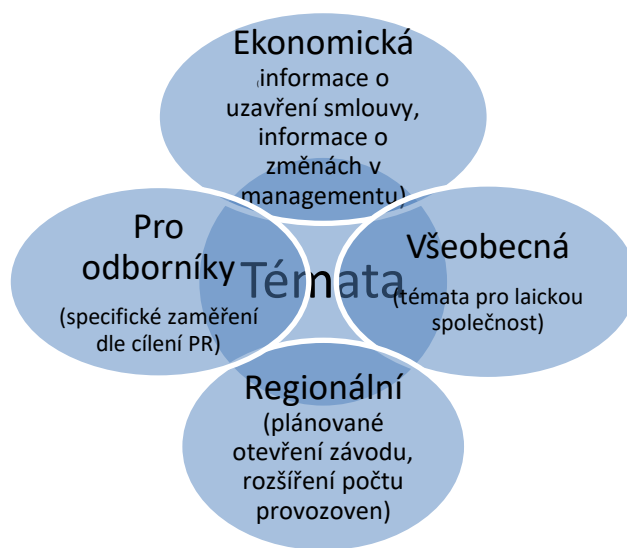 Ekonomická
(informace o
uzavření smlouvy,
informace o
změnách v
managementu)
Pro
odborníky
(specifické zaměření
dle cílení PR)
Témata
Všeobecná
(témata pro laickou
společnost)
Regionální
(plánované
otevření závodu,
rozšíření počtu
provozoven)